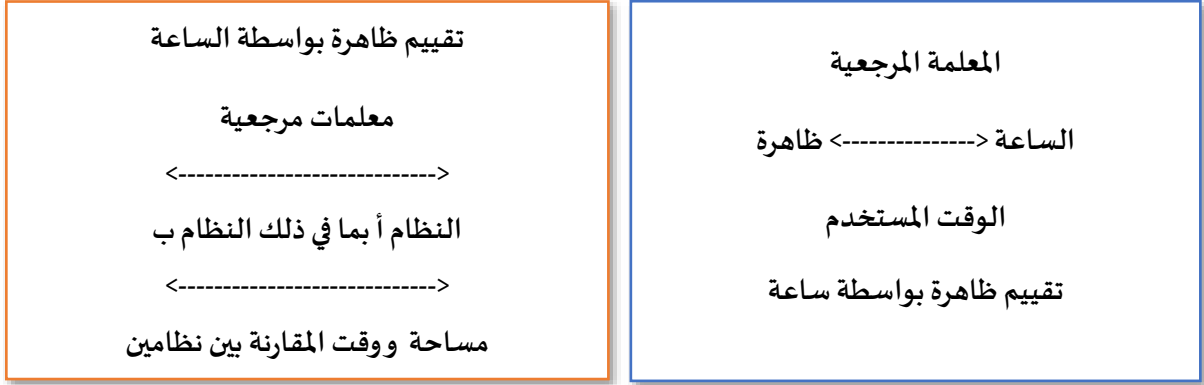 المعلمة المرجعية
الساعة <---------------> ظاهرة
الوقت المستخدم
تقييم ظاهرة بواسطة ساعة
تقييم ظاهرة بواسطة الساعة
معلمات مرجعية
<----------------------------->
النظام أ بما في ذلك النظام ب
<----------------------------->
مساحة ووقت المقارنة بين نظامين